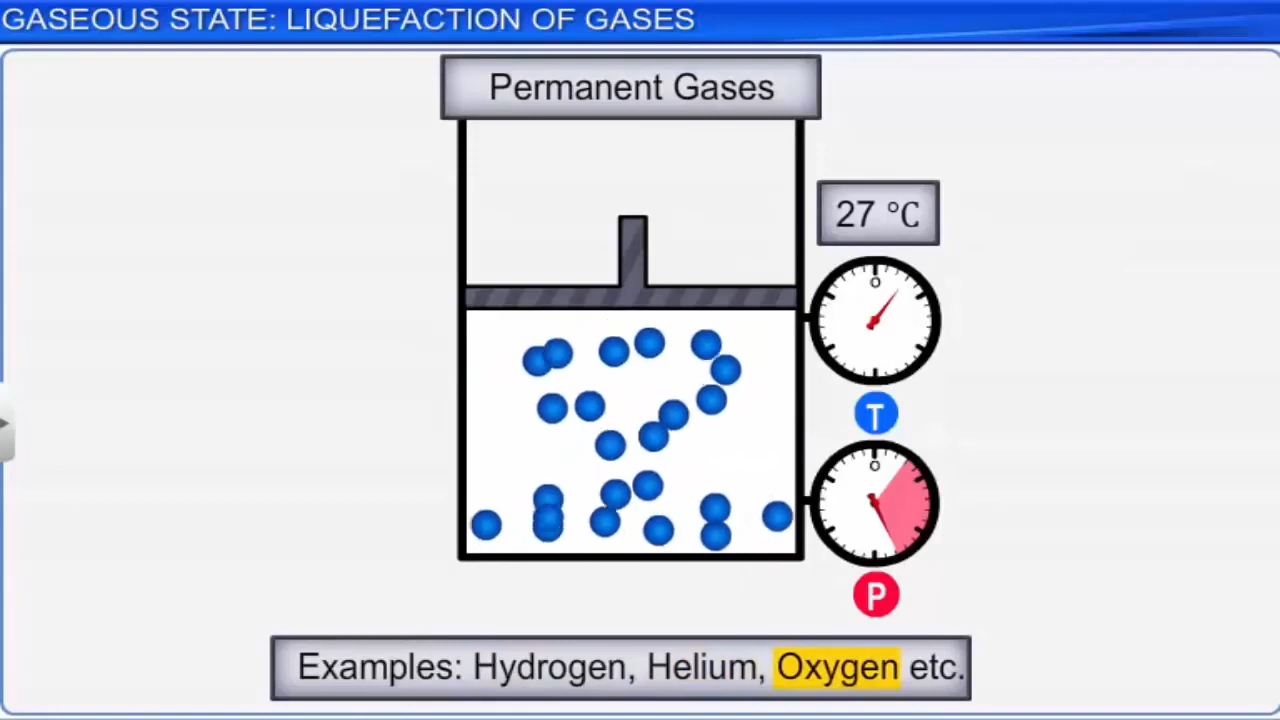 GASEOUS STATE: LIQUEFACTION OF GASES
Permanent Gases
27 °C
0
T
0
P
Examples: Hydrogen, Helium, Oxygen etc.